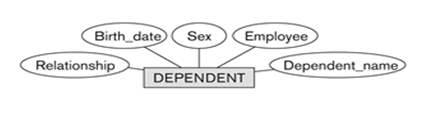 Birth_date Sex Employee
Relationship Dependent_name
DEPENDENT